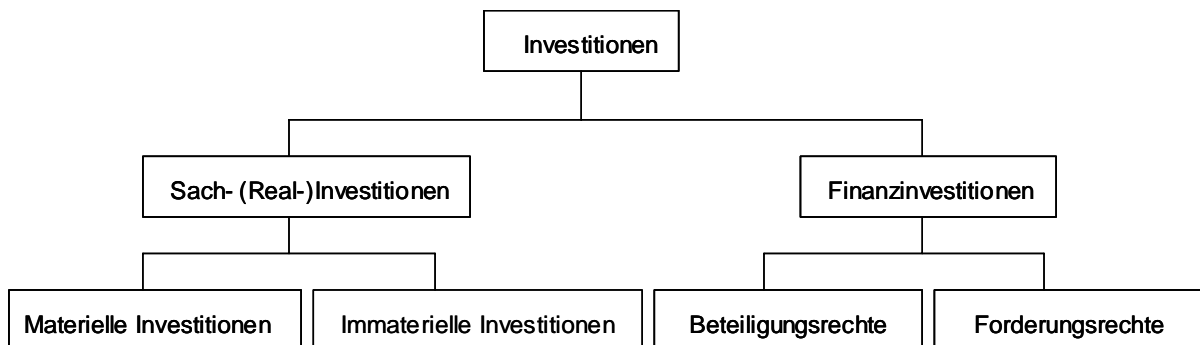 Investitionen
Sach- (Real-)Investitionen
Finanzinvestitionen
Materielle Investitionen
Immaterielle Investitionen
Beteiligungsrechte
Forderungsrechte